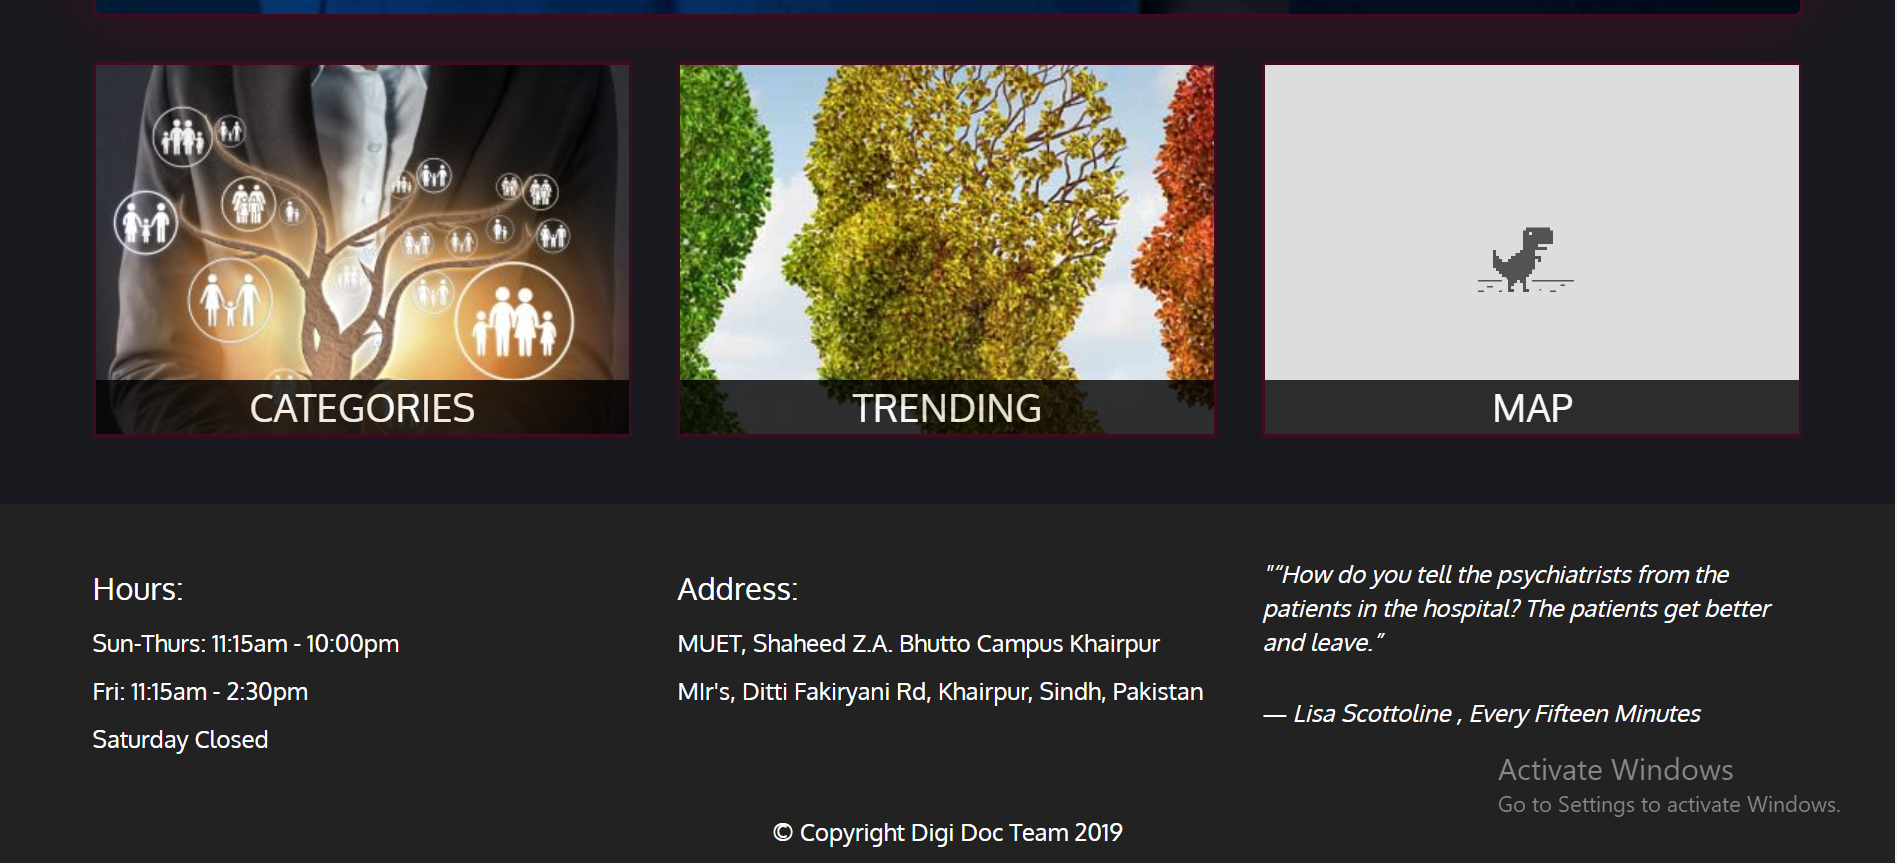 CATEGORIES
TRENDING
MAP
Hours:
Sun-Thurs: 11:15am - 10:00pm
Fri: 11:15am - 2:30pm
Saturday Closed
Address:
MUET, Shaheed Z.A. Bhutto Campus Khairpur
MIr's, Ditti Fakiryani Rd, Khairpur, Sindh, Pakistan
"“How do you tell the psychiatrists from the
patients in the hospital? The patients get better
and leave.”
— Lisa Scottoline , Every Fifteen Minutes
Activate Windows
Go to Settings to activate Windows.
© Copyright Digi Doc Team 2019